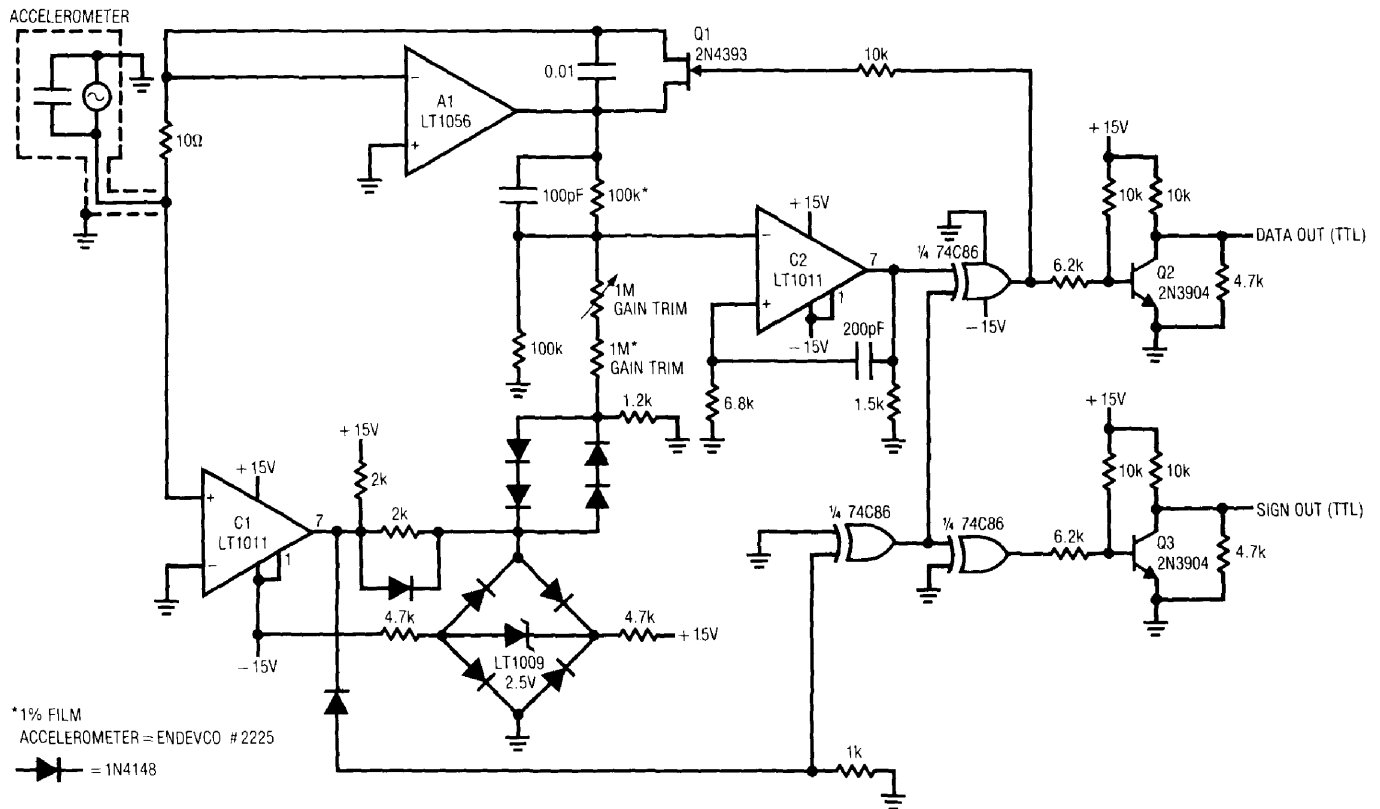 ACCELEROMETER
Q1
2N4393
10k
0.01
−
A1
LT1056
+
10Ω
+15V
10k
10k
100pF
100k*
+15V
−
C2
LT1011
7
1
+
−15V
¼ 74C86
−15V
6.2k
Q2
2N3904
4.7k
DATA OUT (TTL)
1M
GAIN TRIM
200pF
100k
1M*
GAIN TRIM
6.8k
1.5k
1.2k
+15V
2k
+15V
+
C1
LT1011
7
1
−
−15V
2k
4.7k
LT1009
2.5V
4.7k
+15V
¼ 74C86
¼ 74C86
+15V
10k
10k
6.2k
Q3
2N3904
4.7k
SIGN OUT (TTL)
1k
*1% FILM
ACCELEROMETER = ENDEVCO #2225
= 1N4148